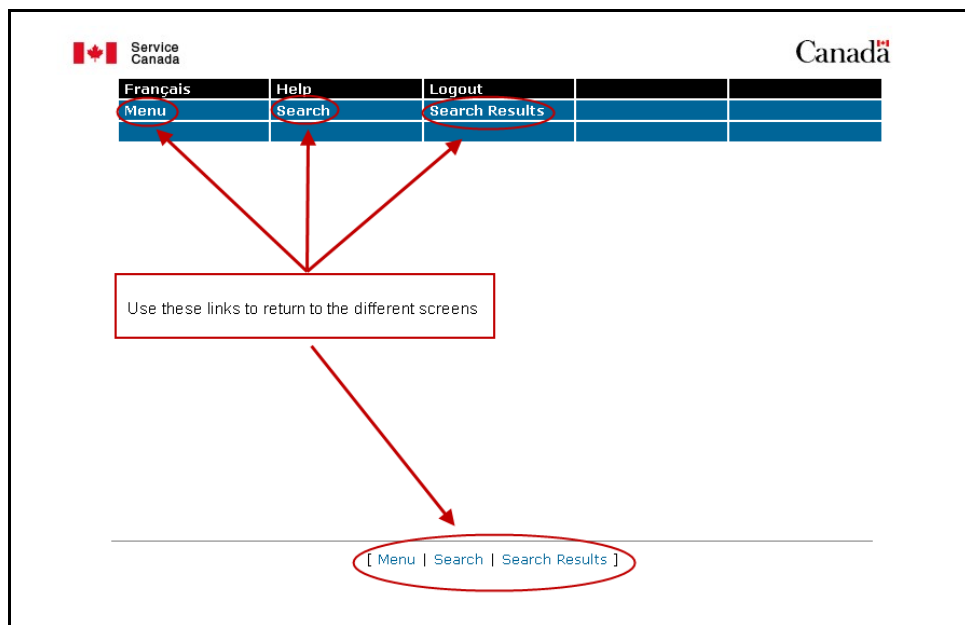 Service
Canada
Canada
Français Help Logout
Menu Search Search Results
Use these links to return to the different screens
[ Menu | Search | Search Results ]